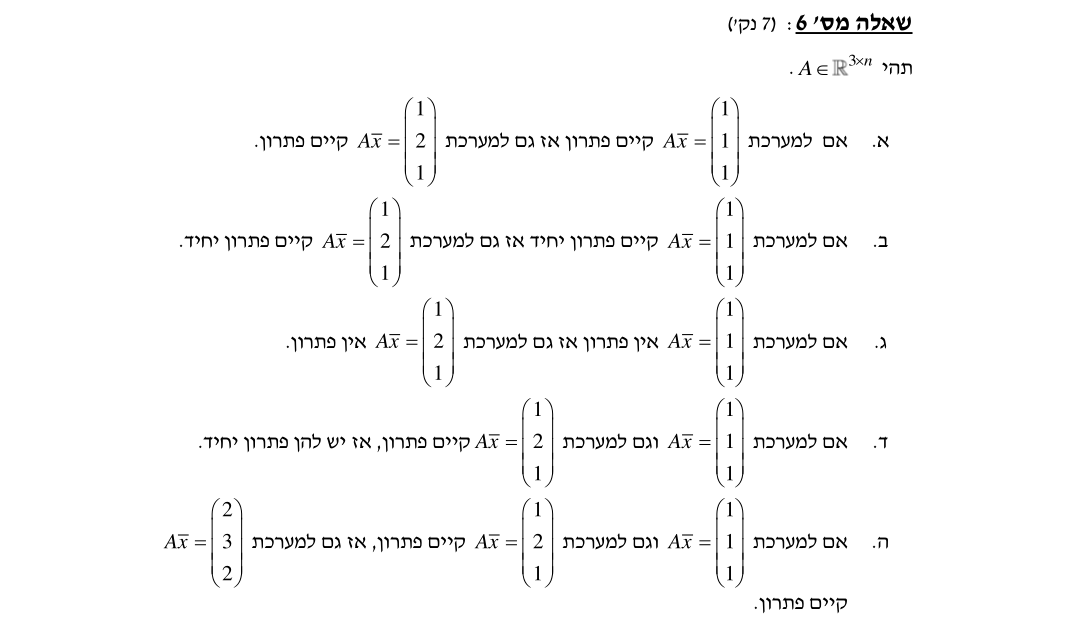 שאלה מס' 6 : (7 נק')
תהי A ∈ ℝ^{3×n} .
א. אם למערכת Ax̄ = (1 1 1) קיים פתרון אז גם למערכת Ax̄ = (1 2 1) קיים פתרון.
ב. אם למערכת Ax̄ = (1 1 1) קיים פתרון יחיד אז גם למערכת Ax̄ = (1 2 1) קיים פתרון יחיד.
ג. אם למערכת Ax̄ = (1 1 1) אין פתרון אז גם למערכת Ax̄ = (1 2 1) אין פתרון.
ד. אם למערכת Ax̄ = (1 1 1) וגם למערכת Ax̄ = (1 2 1) קיים פתרון, אז יש להן פתרון יחיד.
ה. אם למערכת Ax̄ = (1 1 1) וגם למערכת Ax̄ = (1 2 1) קיים פתרון, אז גם למערכת Ax̄ = (2 3 2)
קיים פתרון.